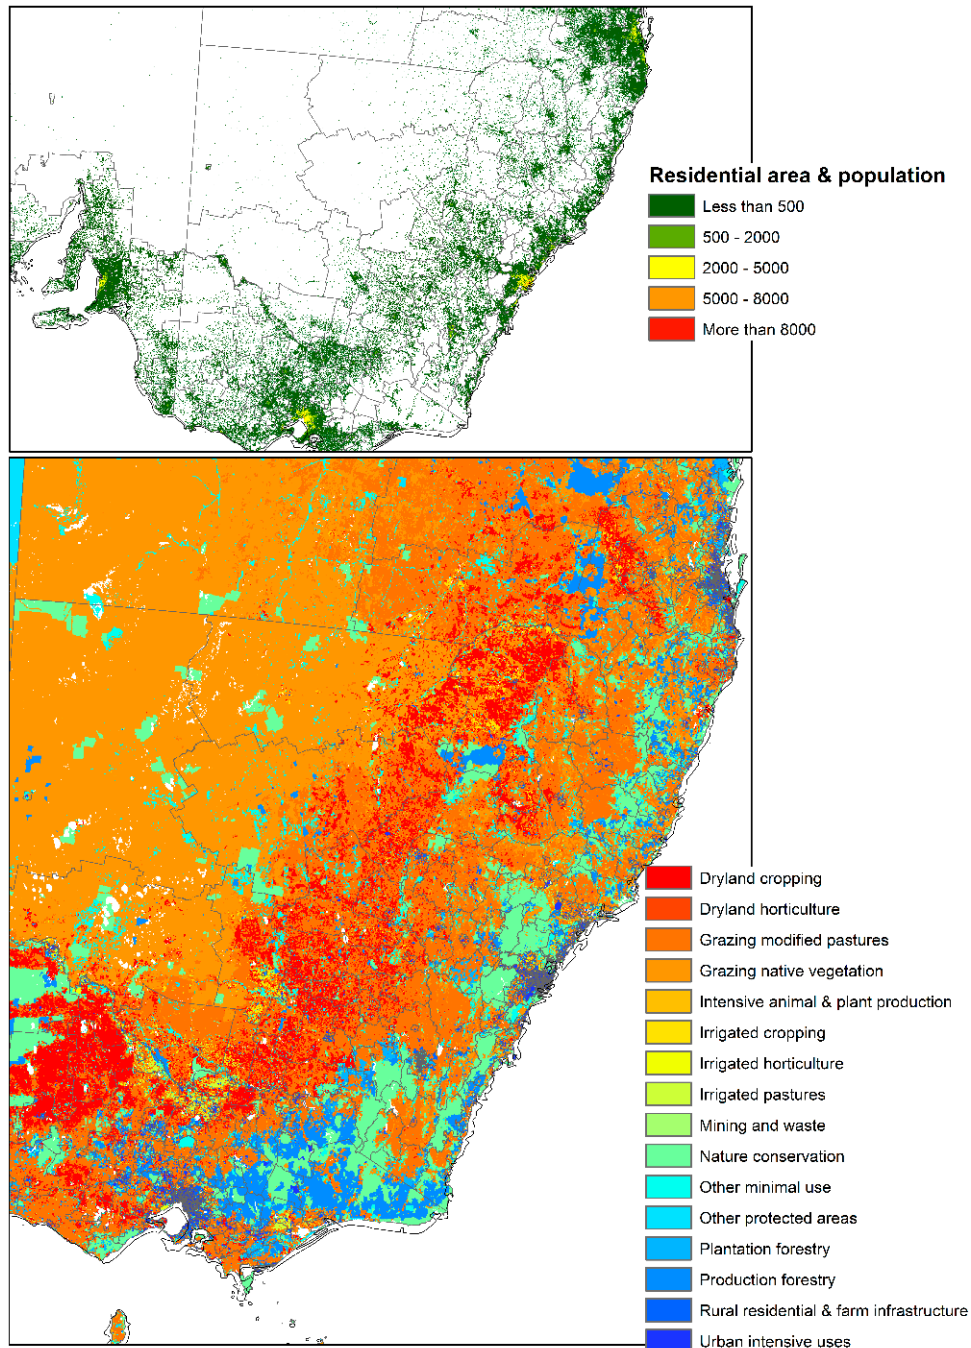 Residential area & population
Less than 500
500 - 2000
2000 - 5000
5000 - 8000
More than 8000
Dryland cropping
Dryland horticulture
Grazing modified pastures
Grazing native vegetation
Intensive animal & plant production
Irrigated cropping
Irrigated horticulture
Irrigated pastures
Mining and waste
Nature conservation
Other minimal use
Other protected areas
Plantation forestry
Production forestry
Rural residential & farm infrastructure
Urban intensive uses